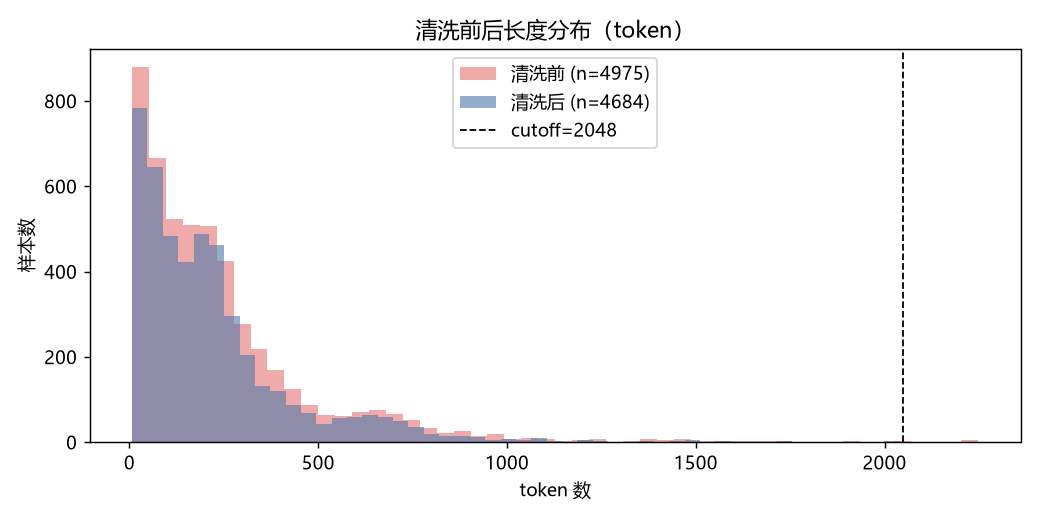 清洗前后长度分布（token）
清洗前 (n=4975)
清洗后 (n=4684)
cutoff=2048
样本数
800
600
400
200
0
0 500 1000 1500 2000
token 数